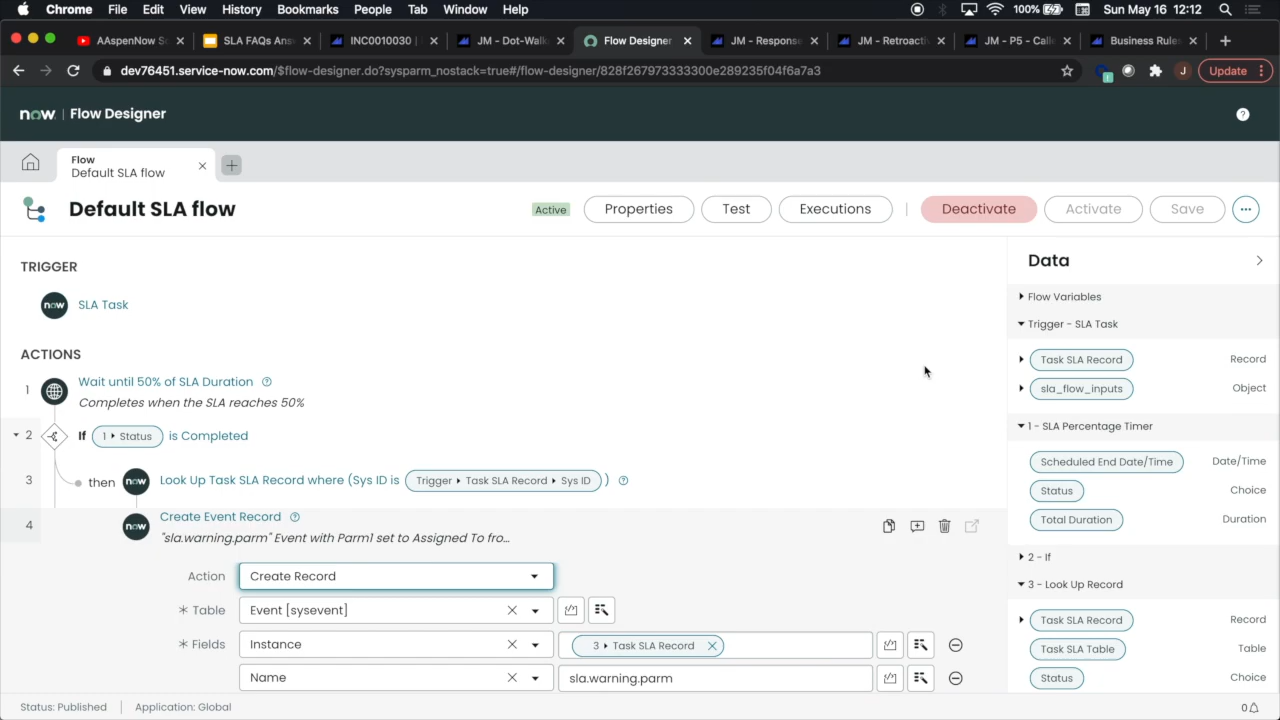 Chrome File Edit View History Bookmarks People Tab Window Help 100% Sun May 16 12:12
AAspenNow S
SLA FAQs Ans
INC0010030 |
JM - Dot-Walk
Flow Designer
JM - Response
JM - Retroactiv
JM - P5 - Calle
Business Rules
dev76451.service-now.com/$flow-designer.do?sysparm_nostack=true#/flow-designer/828f267973333300e289235f04f6a7a3
J Update
now | Flow Designer
Flow
Default SLA flow
Default SLA flow
Active Properties Test Executions | Deactivate Activate Save
TRIGGER
now SLA Task
ACTIONS
1 Wait until 50% of SLA Duration
Completes when the SLA reaches 50%
2 If 1 ▸ Status is Completed
3 then now Look Up Task SLA Record where (Sys ID is Trigger ▸ Task SLA Record ▸ Sys ID )
4 now Create Event Record
"sla.warning.parm" Event with Parm1 set to Assigned To fro...
Action Create Record
* Table Event [sysevent]
* Fields Instance 3 ▸ Task SLA Record
Name sla.warning.parm
Data
Flow Variables
Trigger - SLA Task
Task SLA Record Record
sla_flow_inputs Object
1 - SLA Percentage Timer
Scheduled End Date/Time Date/Time
Status Choice
Total Duration Duration
2 - If
3 - Look Up Record
Task SLA Record Record
Task SLA Table Table
Status Choice
Status: Published | Application: Global 0